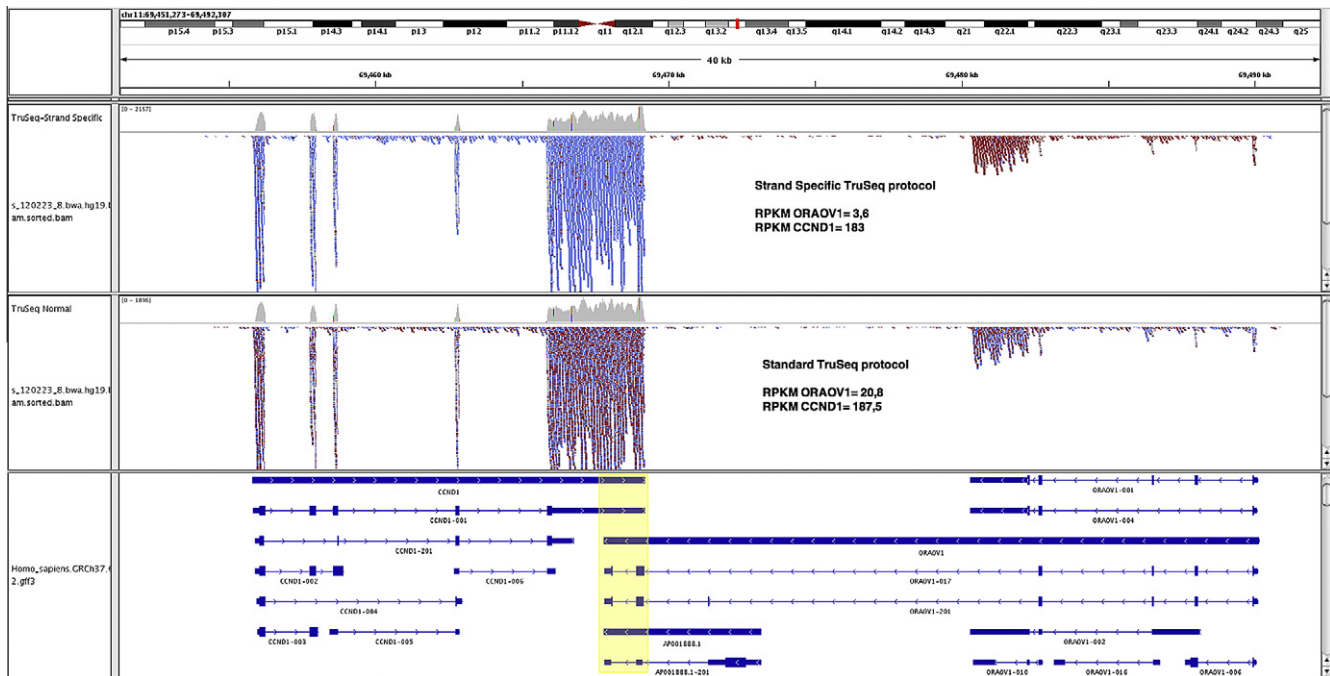 chr11:69,451,273-69,492,307
p15.4 p15.3 p15.1 p14.3 p14.1 p13 p12 p11.2 p11.12 q11 q12.1 q12.3 q13.2 q13.4 q13.5 q14.1 q14.2 q14.3 q21 q22.1 q22.3 q23.1 q23.3 q24.1 q24.2 q24.3 q25
40 kb
69,460 kb 69,470 kb 69,480 kb 69,490 kb
TruSeq-Strand Specific
[0 - 2157]
s_120223_8.bwa.hg19.b
am.sorted.bam
Strand Specific TruSeq protocol
RPKM ORAOV1= 3,6
RPKM CCND1= 183
TruSeq Normal
[0 - 1896]
s_120223_8.bwa.hg19.b
am.sorted.bam
Standard TruSeq protocol
RPKM ORAOV1= 20,8
RPKM CCND1= 187,5
Homo_sapiens.GRCh37.6
2.gff3
CCND1 ORAOV1-001
CCND1-001 ORAOV1-004
CCND1-201 ORAOV1
CCND1-002 CCND1-006 ORAOV1-017
CCND1-004 ORAOV1-201
CCND1-003 CCND1-005 AP001888.1 ORAOV1-002
AP001888.1-201 ORAOV1-010 ORAOV1-016 ORAOV1-006